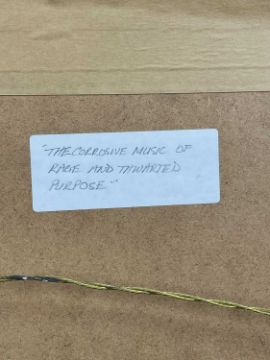 "THE CORROSIVE MUSIC OF
RAGE AND THWARTED
PURPOSE"